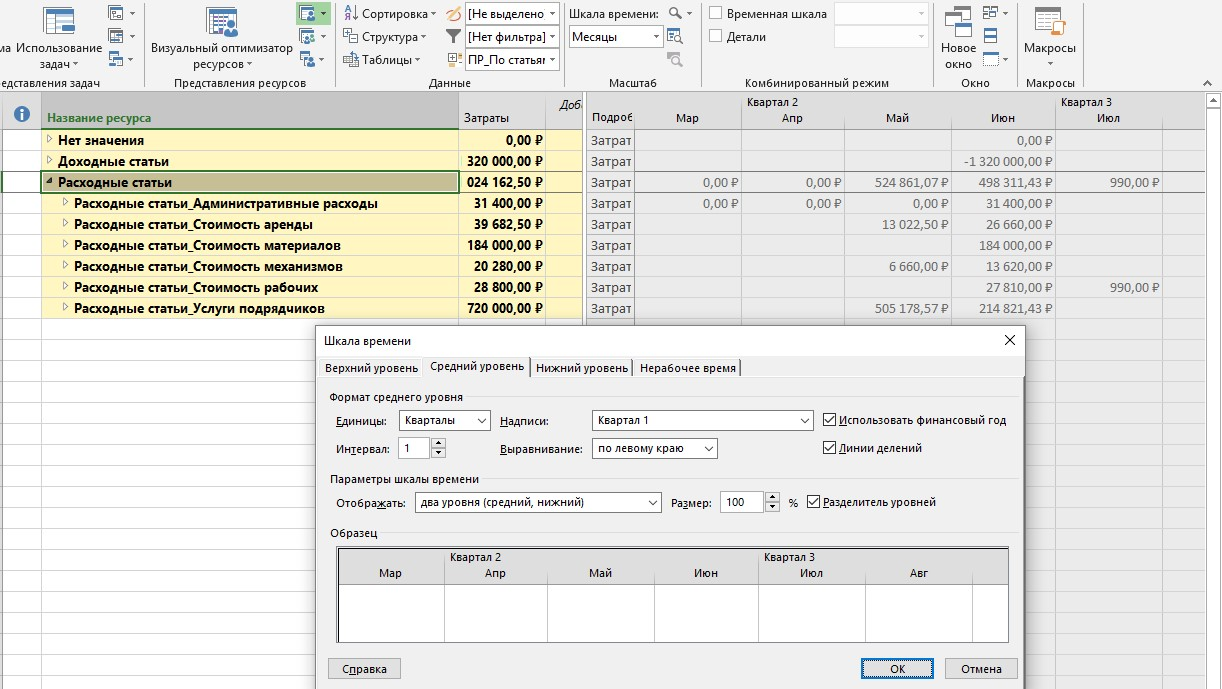 [Не выделено
Сортировка
Шкала времени:
Временная шкала
ма Использование
задач
Визуальный оптимизатор
ресурсов
Структура
[Нет фильтра]
Месяцы
Детали
Новое
окно
Макросы
Таблицы
ПР_По статьям
едставления задач
Представления ресурсов
Данные
Масштаб
Комбинированный режим
Окно
Макросы
Доб
Квартал 2
Квартал 3
Название ресурса
Затраты
Подроб
Мар
Апр
Май
Июн
Июл
Нет значения
0,00 ₽
Затрат
0,00 ₽
Доходные статьи
320 000,00 ₽
Затрат
-1 320 000,00 ₽
Расходные статьи
024 162,50 ₽
Затрат
0,00 ₽
0,00 ₽
524 861,07 ₽
498 311,43 ₽
990,00 ₽
Расходные статьи_Административные расходы
31 400,00 ₽
Затрат
0,00 ₽
0,00 ₽
0,00 ₽
31 400,00 ₽
Расходные статьи_Стоимость аренды
39 682,50 ₽
Затрат
13 022,50 ₽
26 660,00 ₽
Расходные статьи_Стоимость материалов
184 000,00 ₽
Затрат
184 000,00 ₽
Расходные статьи_Стоимость механизмов
20 280,00 ₽
Затрат
6 660,00 ₽
13 620,00 ₽
Расходные статьи_Стоимость рабочих
28 800,00 ₽
Затрат
27 810,00 ₽
990,00 ₽
Расходные статьи_Услуги подрядчиков
720 000,00 ₽
Затрат
505 178,57 ₽
214 821,43 ₽
Шкала времени
Верхний уровень
Средний уровень
Нижний уровень
Нерабочее время
Формат среднего уровня
Единицы:
Кварталы
Надписи:
Квартал 1
Использовать финансовый год
Интервал:
1
Выравнивание:
по левому краю
Линии делений
Параметры шкалы времени
Отображать:
два уровня (средний, нижний)
Размер:
100
%
Разделитель уровней
Образец
Квартал 2
Квартал 3
Мар
Апр
Май
Июн
Июл
Авг
Справка
ОК
Отмена